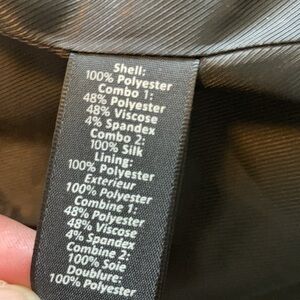 Shell:
100% Polyester
Combo 1:
48% Polyester
48% Viscose
4% Spandex
Combo 2:
100% Silk
Lining:
100% Polyester
Exterieur
100% Polyester
Combine 1:
48% Polyester
48% Viscose
4% Spandex
Combine 2:
100% Soie
Doublure:
100% Polyester